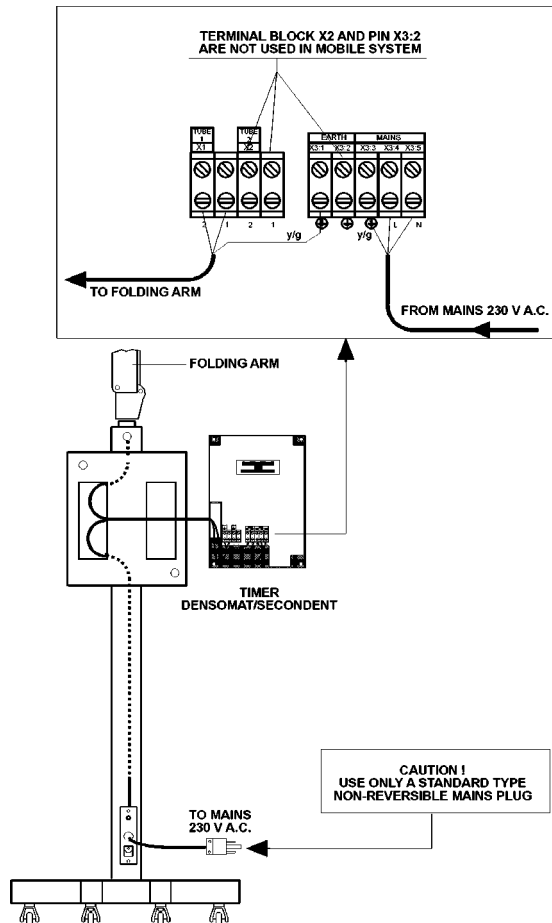 TERMINAL BLOCK X2 AND PIN X3:2
ARE NOT USED IN MOBILE SYSTEM
TUBE TUBE
1 2
X1 X2
EARTH MAINS
X3:1 X3:2 X3:3 X3:4 X3:5
2 1 2 1
L N
y/g y/g
TO FOLDING ARM
FROM MAINS 230 V A.C.
FOLDING ARM
TIMER
DENSOMAT/SECONDENT
CAUTION !
USE ONLY A STANDARD TYPE
NON-REVERSIBLE MAINS PLUG
TO MAINS
230 V A.C.